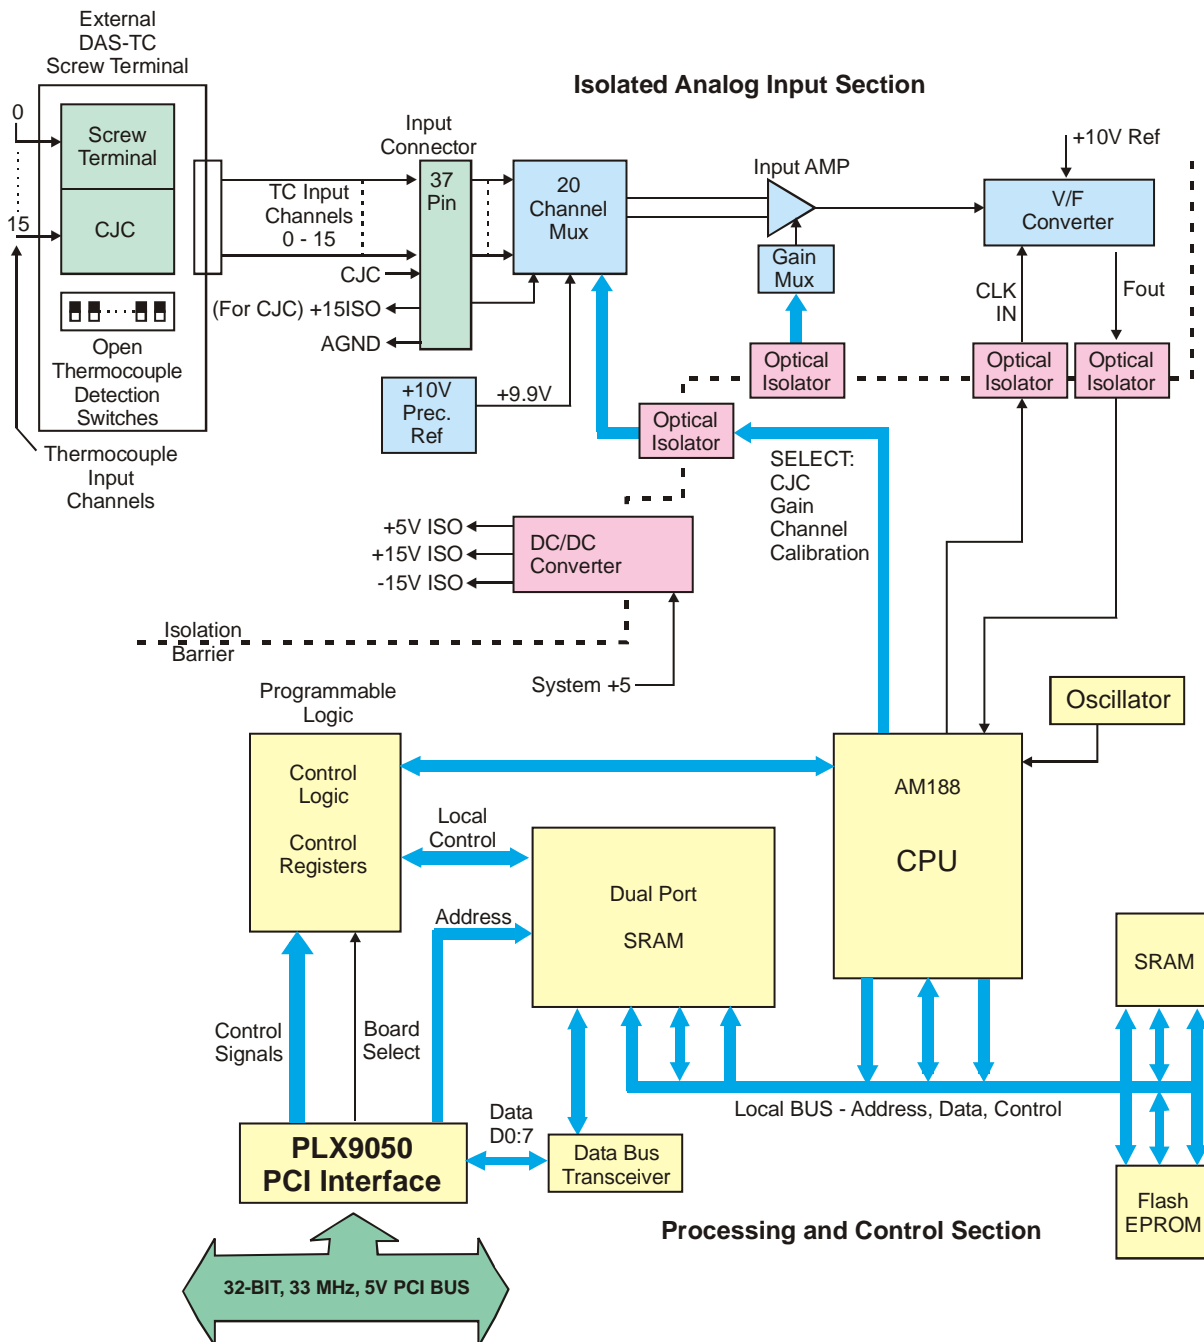 External
DAS-TC
Screw Terminal
Isolated Analog Input Section
0
Screw
Terminal
15
CJC
Open
Thermocouple
Detection
Switches
Thermocouple
Input
Channels
TC Input
Channels
0 - 15
Input
Connector
37
Pin
CJC
(For CJC) +15ISO
AGND
20
Channel
Mux
Input AMP
Gain
Mux
+10V Ref
V/F
Converter
CLK
IN
Fout
Optical
Isolator
Optical
Isolator
Optical
Isolator
+10V
Prec.
Ref
+9.9V
Optical
Isolator
SELECT:
CJC
Gain
Channel
Calibration
+5V ISO
+15V ISO
-15V ISO
DC/DC
Converter
Isolation
Barrier
System +5
Programmable
Logic
Control
Logic
Control
Registers
Local
Control
Address
Dual Port
SRAM
AM188
CPU
Oscillator
SRAM
Control
Signals
Board
Select
Data
D0:7
Local BUS - Address, Data, Control
PLX9050
PCI Interface
Data Bus
Transceiver
Flash
EPROM
Processing and Control Section
32-BIT, 33 MHz, 5V PCI BUS